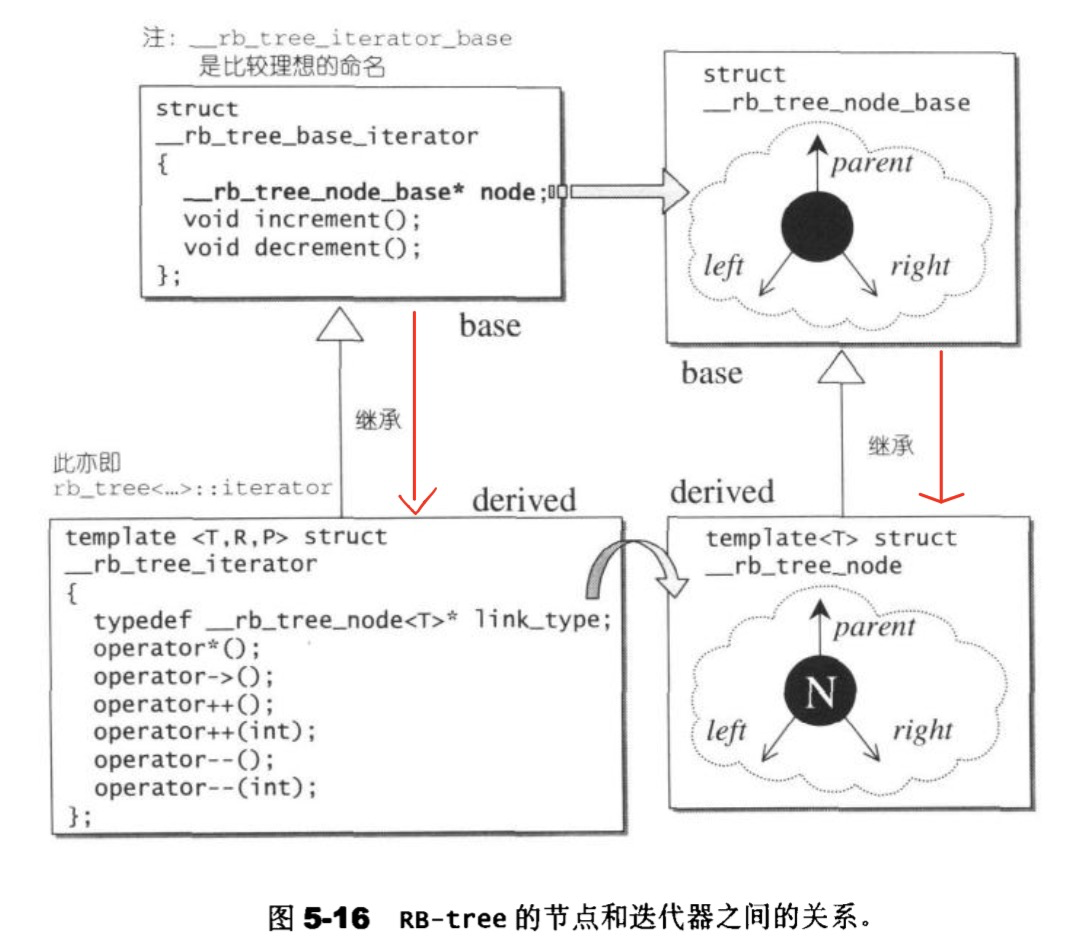 注: __rb_tree_iterator_base
是比较理想的命名
struct
__rb_tree_base_iterator
{
__rb_tree_node_base* node;
void increment();
void decrement();
};
base
struct
__rb_tree_node_base
parent
left
right
base
继承
继承
此亦即
rb_tree<…>::iterator
derived
derived
template <T,R,P> struct
__rb_tree_iterator
{
typedef __rb_tree_node<T>* link_type;
operator*();
operator->();
operator++();
operator++(int);
operator--();
operator--(int);
};
template<T> struct
__rb_tree_node
parent
N
left
right
图 5-16 RB-tree 的节点和迭代器之间的关系。